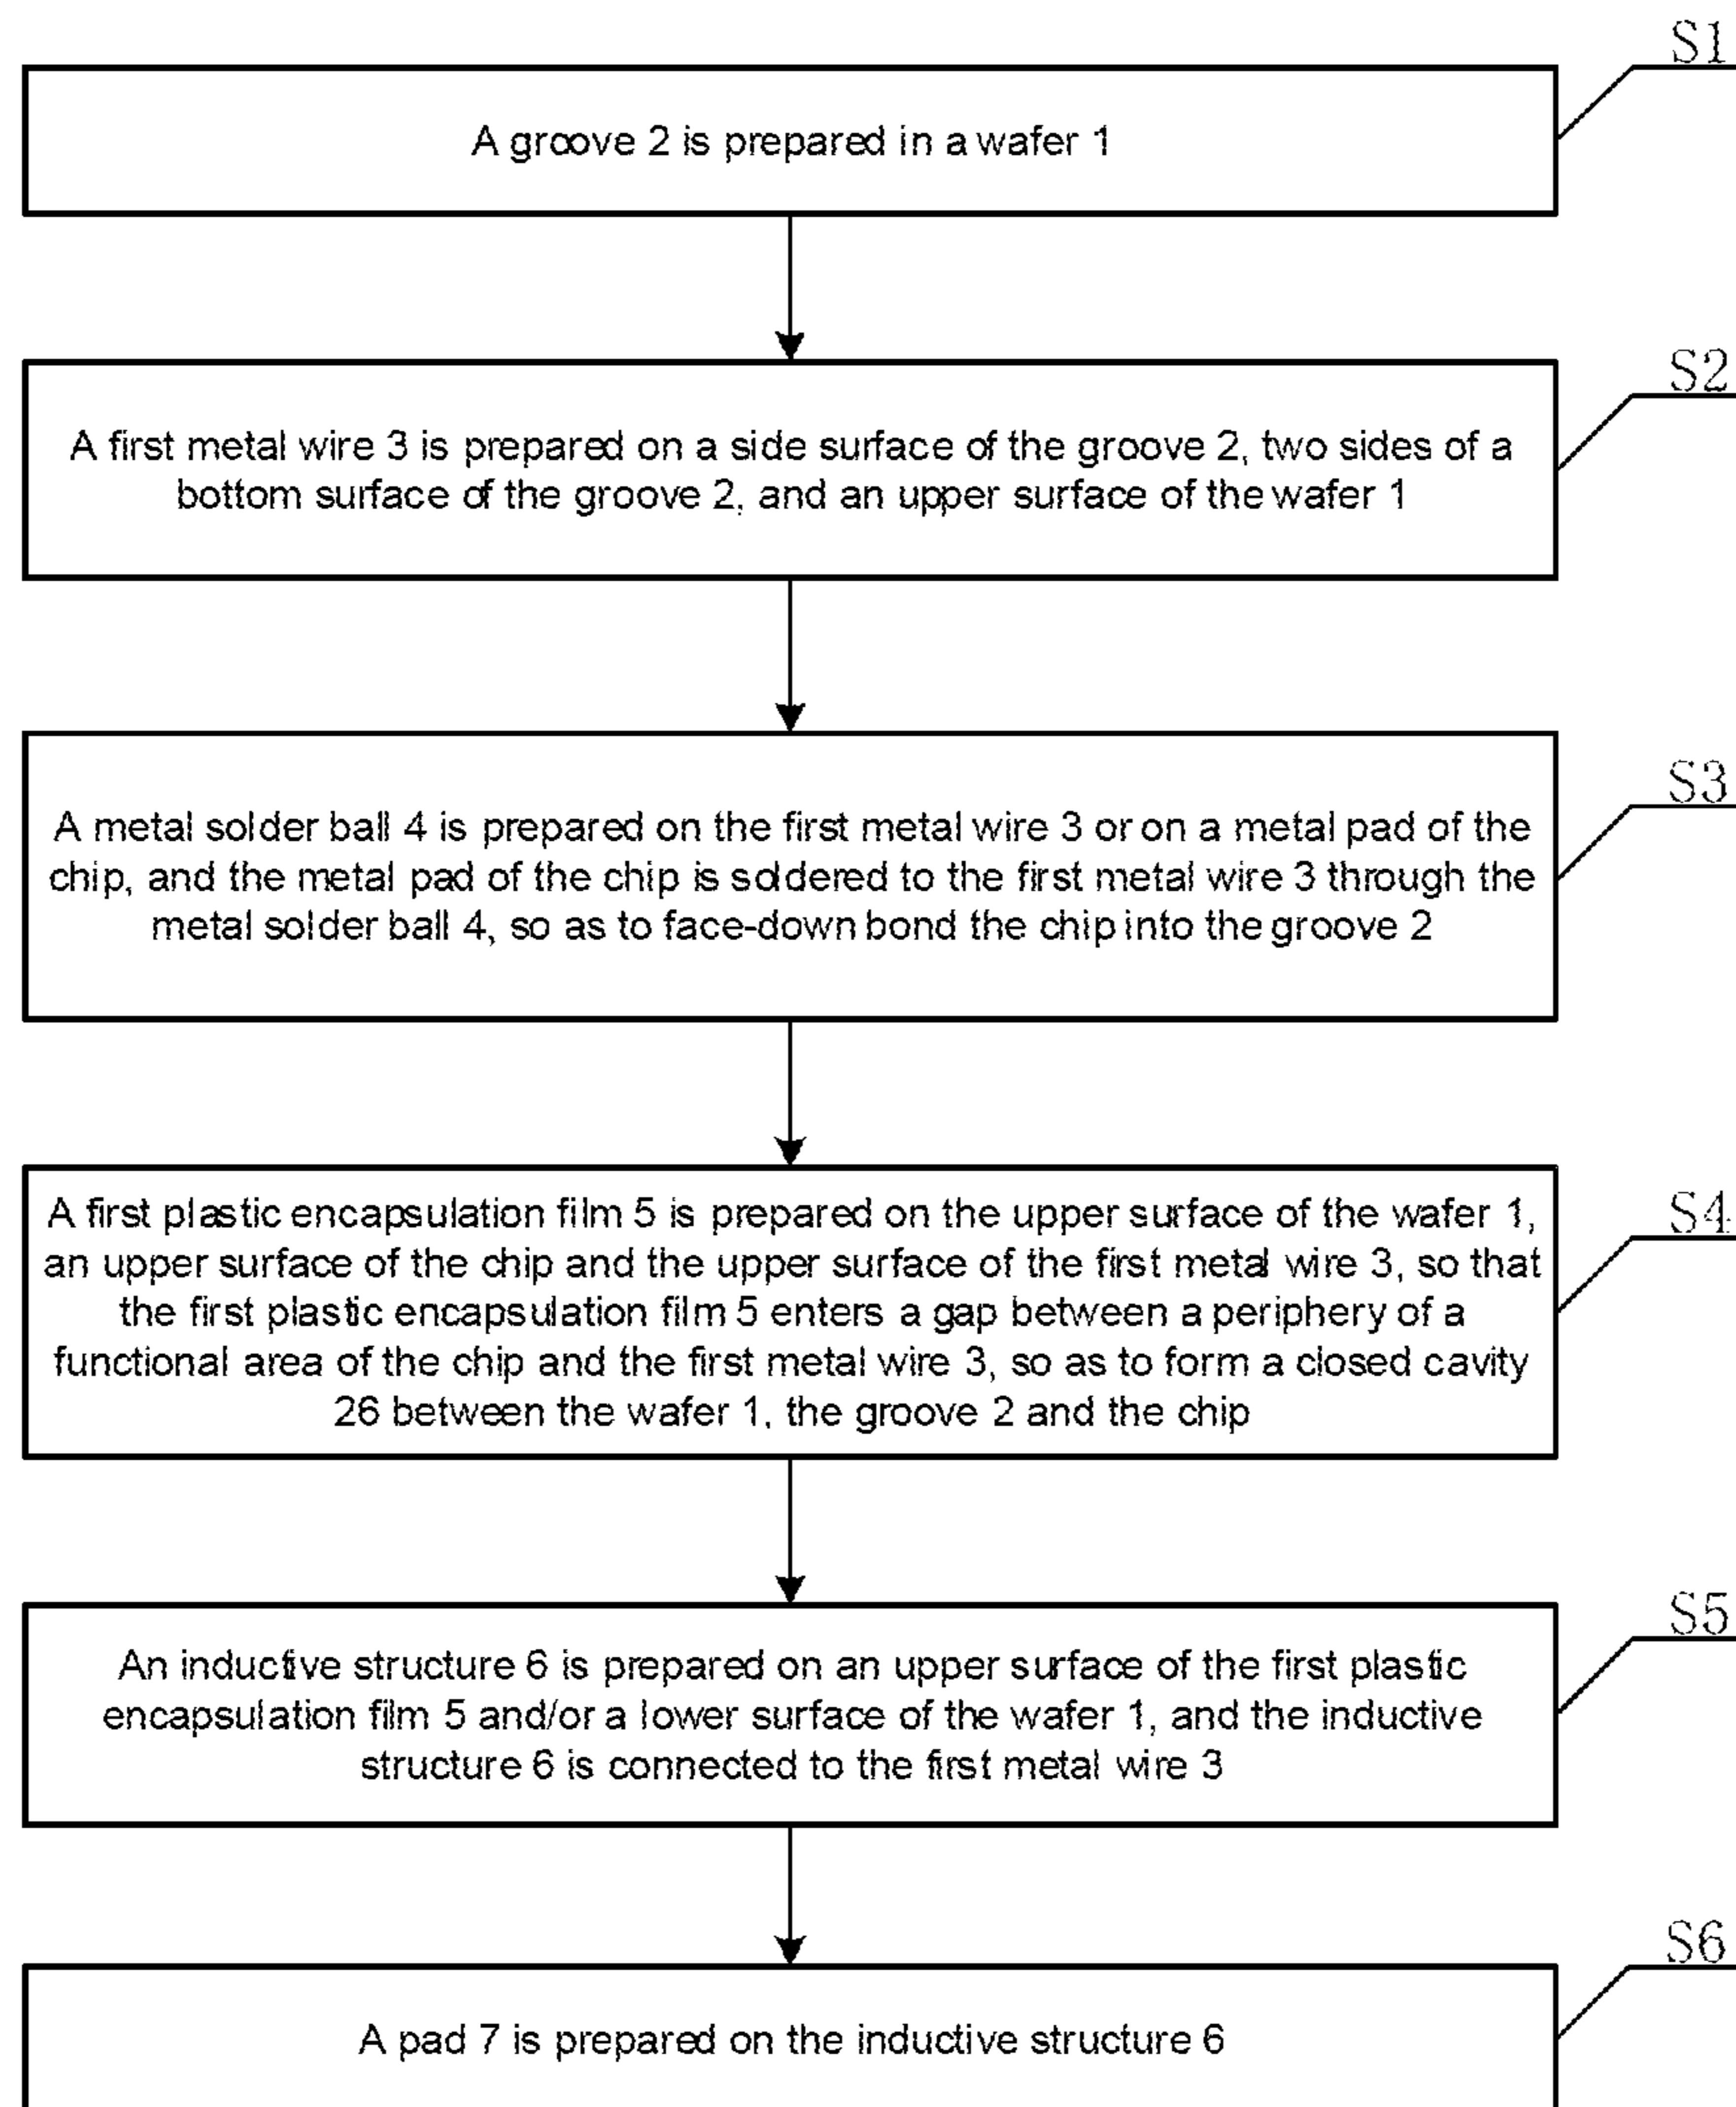 S1
A groove 2 is prepared in a wafer 1
S2
A first metal wire 3 is prepared on a side surface of the groove 2, two sides of a
bottom surface of the groove 2, and an upper surface of the wafer 1
S3
A metal solder ball 4 is prepared on the first metal wire 3 or on a metal pad of the
chip, and the metal pad of the chip is soldered to the first metal wire 3 through the
metal solder ball 4, so as to face-down bond the chip into the groove 2
S4
A first plastic encapsulation film 5 is prepared on the upper surface of the wafer 1,
an upper surface of the chip and the upper surface of the first metal wire 3, so that
the first plastic encapsulation film 5 enters a gap between a periphery of a
functional area of the chip and the first metal wire 3, so as to form a closed cavity
26 between the wafer 1, the groove 2 and the chip
S5
An inductive structure 6 is prepared on an upper surface of the first plastic
encapsulation film 5 and/or a lower surface of the wafer 1, and the inductive
structure 6 is connected to the first metal wire 3
S6
A pad 7 is prepared on the inductive structure 6